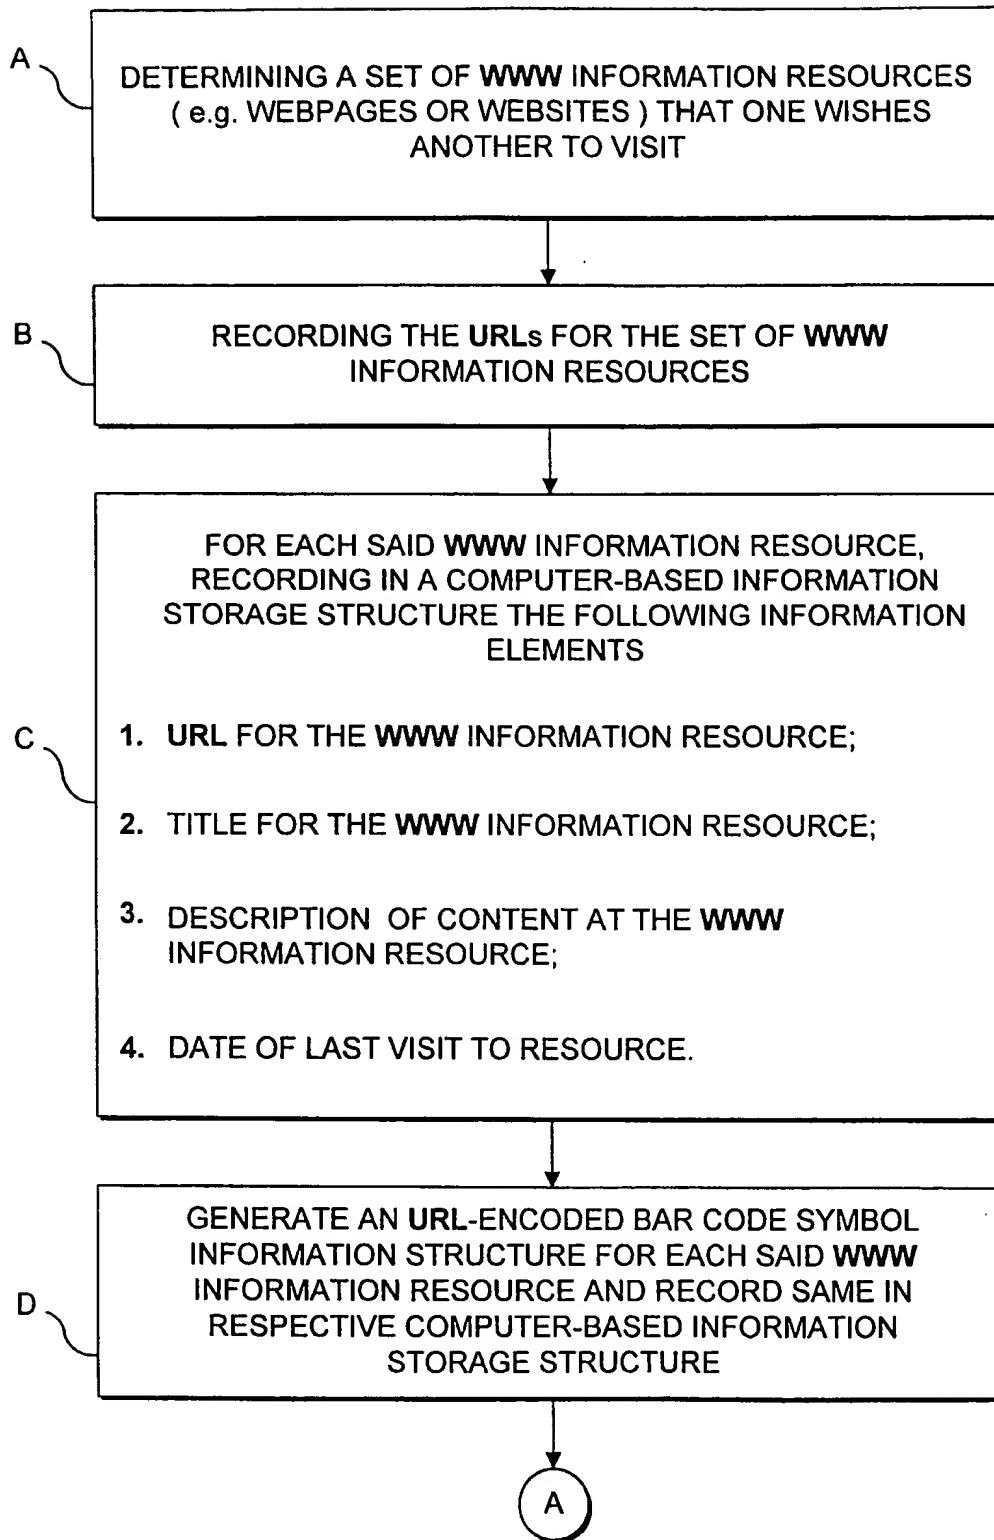 A
DETERMINING A SET OF WWW INFORMATION RESOURCES
( e.g. WEBPAGES OR WEBSITES ) THAT ONE WISHES
ANOTHER TO VISIT
B
RECORDING THE URLs FOR THE SET OF WWW
INFORMATION RESOURCES
C
FOR EACH SAID WWW INFORMATION RESOURCE,
RECORDING IN A COMPUTER-BASED INFORMATION
STORAGE STRUCTURE THE FOLLOWING INFORMATION
ELEMENTS
1. URL FOR THE WWW INFORMATION RESOURCE;
2. TITLE FOR THE WWW INFORMATION RESOURCE;
3. DESCRIPTION OF CONTENT AT THE WWW
INFORMATION RESOURCE;
4. DATE OF LAST VISIT TO RESOURCE.
D
GENERATE AN URL-ENCODED BAR CODE SYMBOL
INFORMATION STRUCTURE FOR EACH SAID WWW
INFORMATION RESOURCE AND RECORD SAME IN
RESPECTIVE COMPUTER-BASED INFORMATION
STORAGE STRUCTURE
A